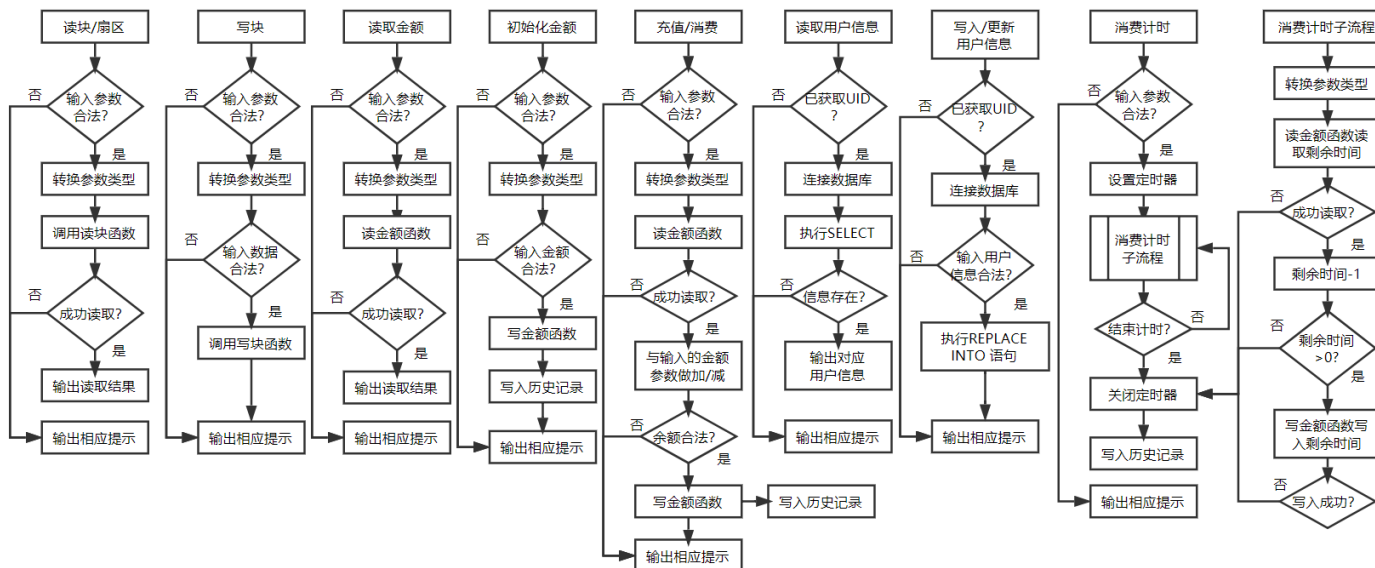 读块/扇区
否
输入参数
合法?
是
转换参数类型
调用读块函数
否
成功读取?
是
输出读取结果
输出相应提示
写块
否
输入参数
合法?
是
转换参数类型
否
输入数据
合法?
是
调用写块函数
输出相应提示
读取金额
否
输入参数
合法?
是
转换参数类型
读金额函数
否
成功读取?
是
输出读取结果
输出相应提示
初始化金额
否
输入参数
合法?
是
转换参数类型
否
输入金额
合法?
是
写金额函数
写入历史记录
输出相应提示
充值/消费
否
输入参数
合法?
是
转换参数类型
读金额函数
否
成功读取?
是
与输入的金额
参数做加/减
否
余额合法?
是
写金额函数
写入历史记录
输出相应提示
读取用户信息
否
已获取UID
?
是
连接数据库
执行SELECT
否
信息存在?
是
输出对应
用户信息
输出相应提示
写入/更新
用户信息
否
已获取UID
?
是
连接数据库
否
输入用户
信息合法?
是
执行REPLACE
INTO 语句
输出相应提示
消费计时
否
输入参数
合法?
是
设置定时器
消费计时
子流程
结束计时?
否
是
关闭定时器
写入历史记录
输出相应提示
消费计时子流程
转换参数类型
读金额函数读
取剩余时间
否
成功读取?
是
剩余时间-1
否
剩余时间
>0?
是
写金额函数写
入剩余时间
否
写入成功?